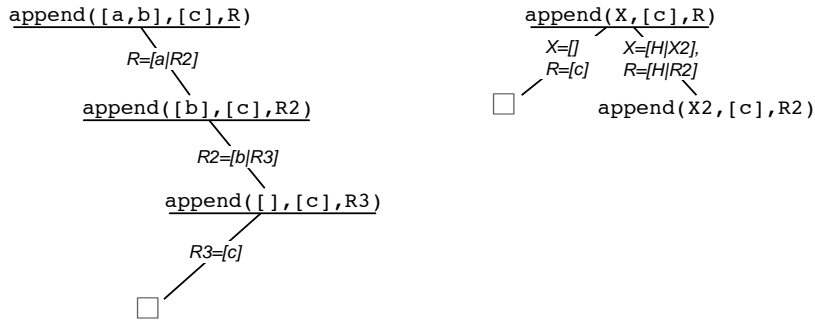 append([a,b],[c],R)
R=[a|R2]
append([b],[c],R2)
R2=[b|R3]
append([],[c],R3)
R3=[c]
append(X,[c],R)
X=[]
R=[c]
X=[H|X2],
R=[H|R2]
append(X2,[c],R2)